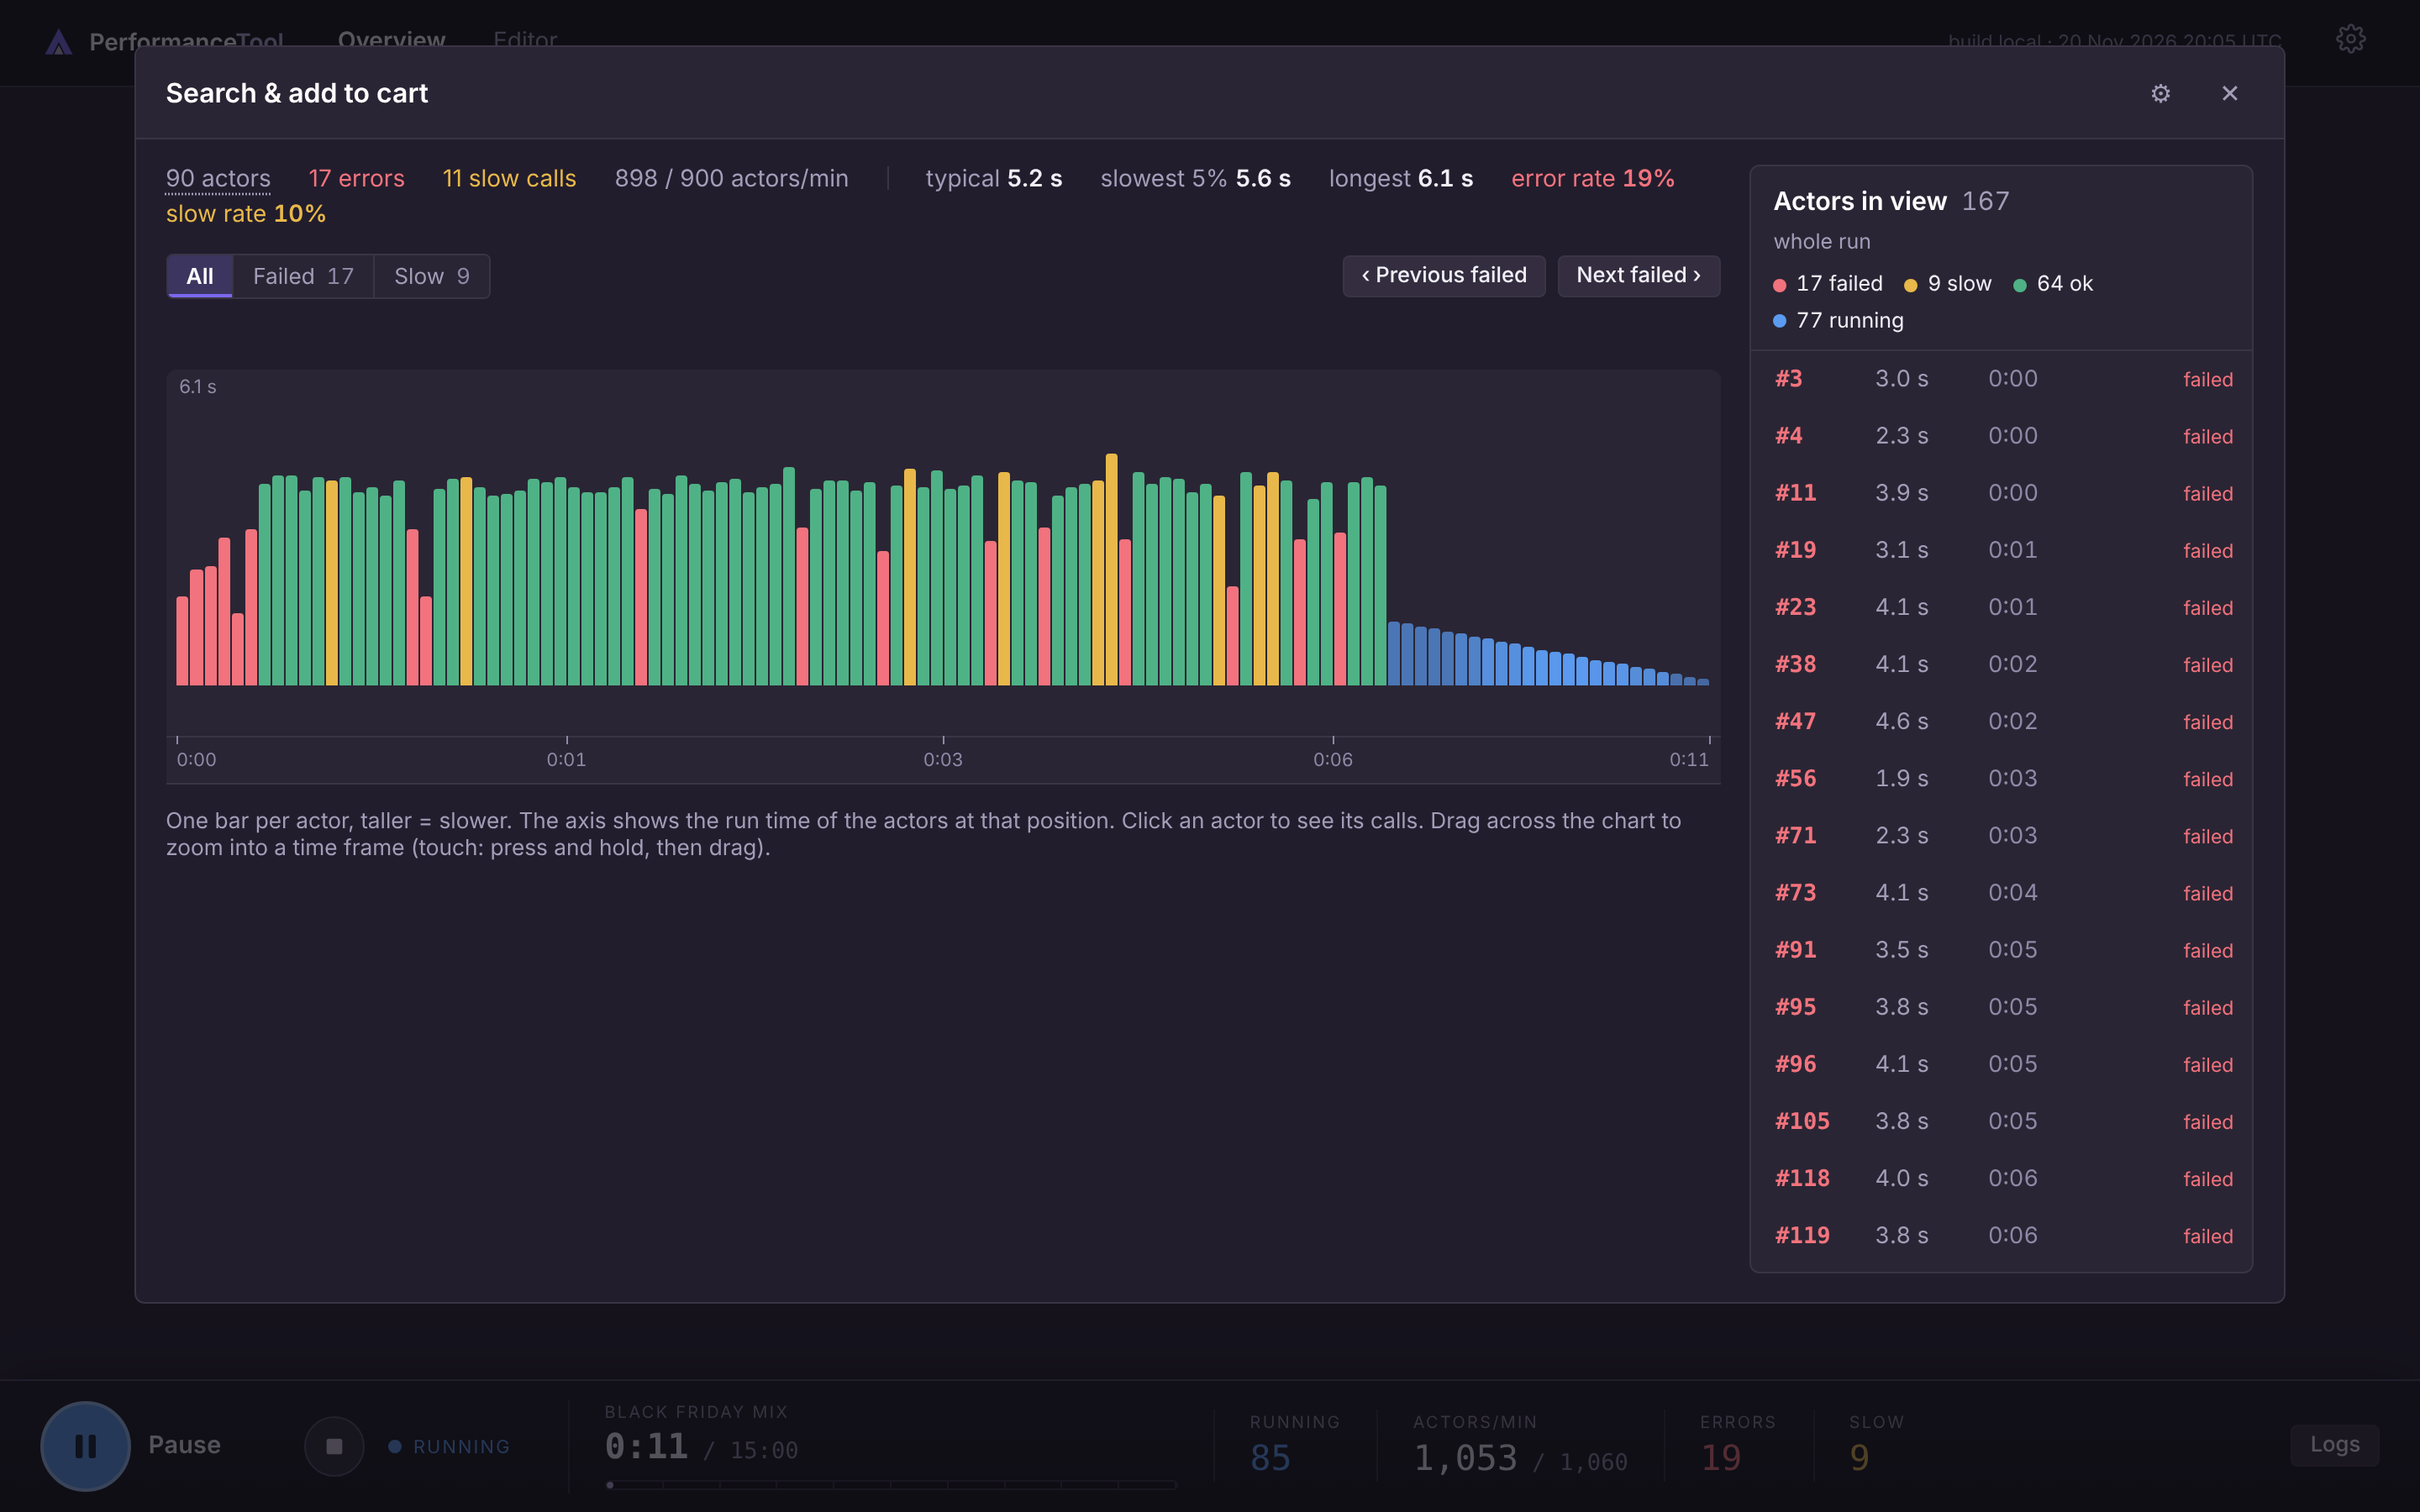 PerformanceTool Overview Editor build local · 20 Nov 2026 20:05 UTC
Search & add to cart
90 actors 17 errors 11 slow calls 898 / 900 actors/min typical 5.2 s slowest 5% 5.6 s longest 6.1 s error rate 19%
slow rate 10%
All Failed 17 Slow 9 ‹ Previous failed Next failed ›
6.1 s
0:00 0:01 0:03 0:06 0:11
One bar per actor, taller = slower. The axis shows the run time of the actors at that position. Click an actor to see its calls. Drag across the chart to
zoom into a time frame (touch: press and hold, then drag).
Actors in view 167
whole run
17 failed 9 slow 64 ok
77 running
#3 3.0 s 0:00 failed
#4 2.3 s 0:00 failed
#11 3.9 s 0:00 failed
#19 3.1 s 0:01 failed
#23 4.1 s 0:01 failed
#38 4.1 s 0:02 failed
#47 4.6 s 0:02 failed
#56 1.9 s 0:03 failed
#71 2.3 s 0:03 failed
#73 4.1 s 0:04 failed
#91 3.5 s 0:05 failed
#95 3.8 s 0:05 failed
#96 4.1 s 0:05 failed
#105 3.8 s 0:05 failed
#118 4.0 s 0:06 failed
#119 3.8 s 0:06 failed
Pause RUNNING
BLACK FRIDAY MIX
0:11 / 15:00
RUNNING
85
ACTORS/MIN
1,053 / 1,060
ERRORS
19
SLOW
9
Logs